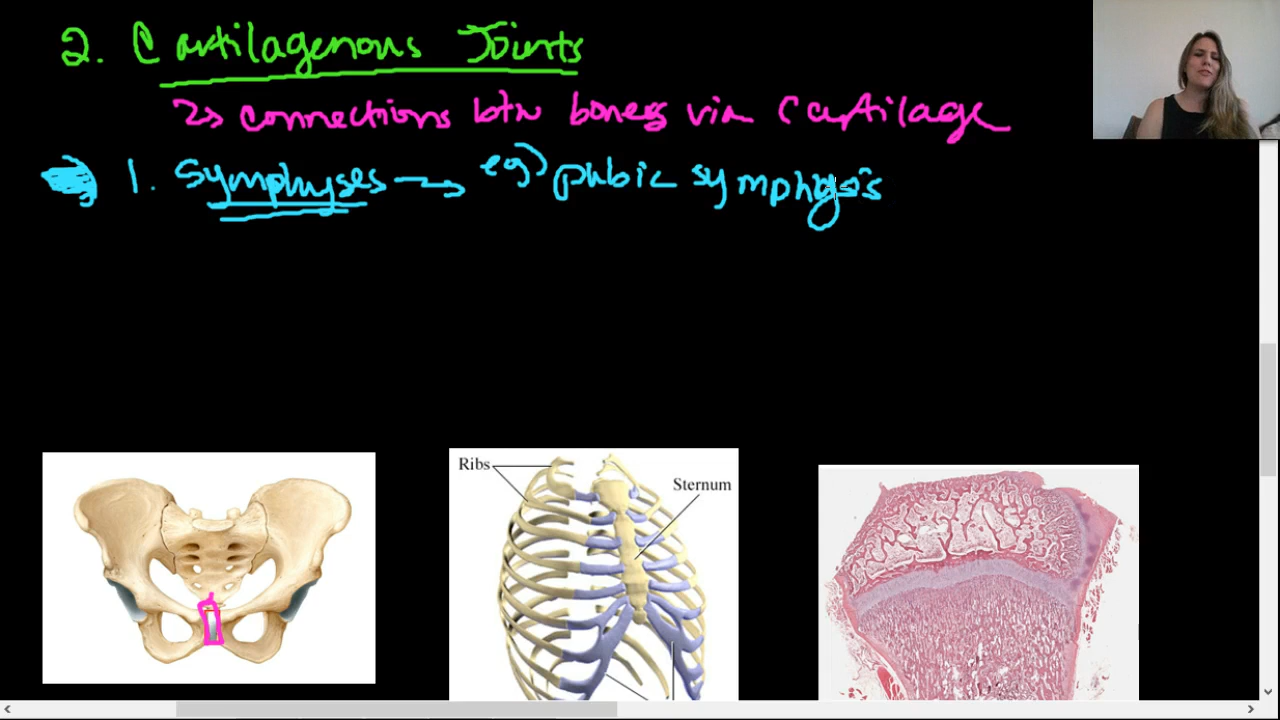 2. Cartilagenous Joints
↳ connections btw bones via Cartilage
1. Symphyses → eg) pubic symphysis
Ribs
Sternum